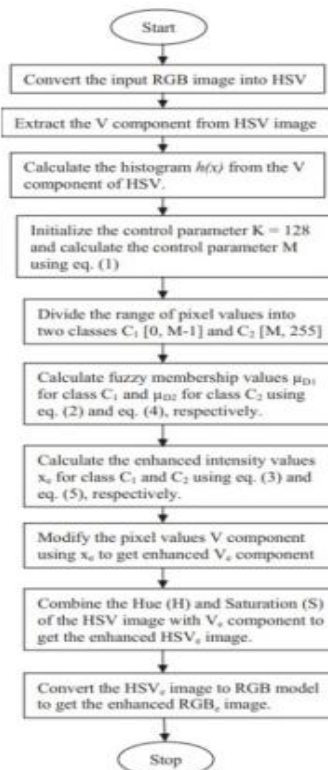 Start
Convert the input RGB image into HSV
Extract the V component from HSV image
Calculate the histogram h(x) from the V
component of HSV.
Initialize the control parameter K = 128
and calculate the control parameter M
using eq. (1)
Divide the range of pixel values into
two classes C₁ [0, M-1] and C₂ [M, 255]
Calculate fuzzy membership values μ_D1
for class C₁ and μ_D2 for class C₂ using
eq. (2) and eq. (4), respectively.
Calculate the enhanced intensity values
xₑ for class C₁ and C₂ using eq. (3) and
eq. (5), respectively.
Modify the pixel values V component
using xₑ to get enhanced Vₑ component
Combine the Hue (H) and Saturation (S)
of the HSV image with Vₑ component to
get the enhanced HSVₑ image.
Convert the HSVₑ image to RGB model
to get the enhanced RGBₑ image.
Stop